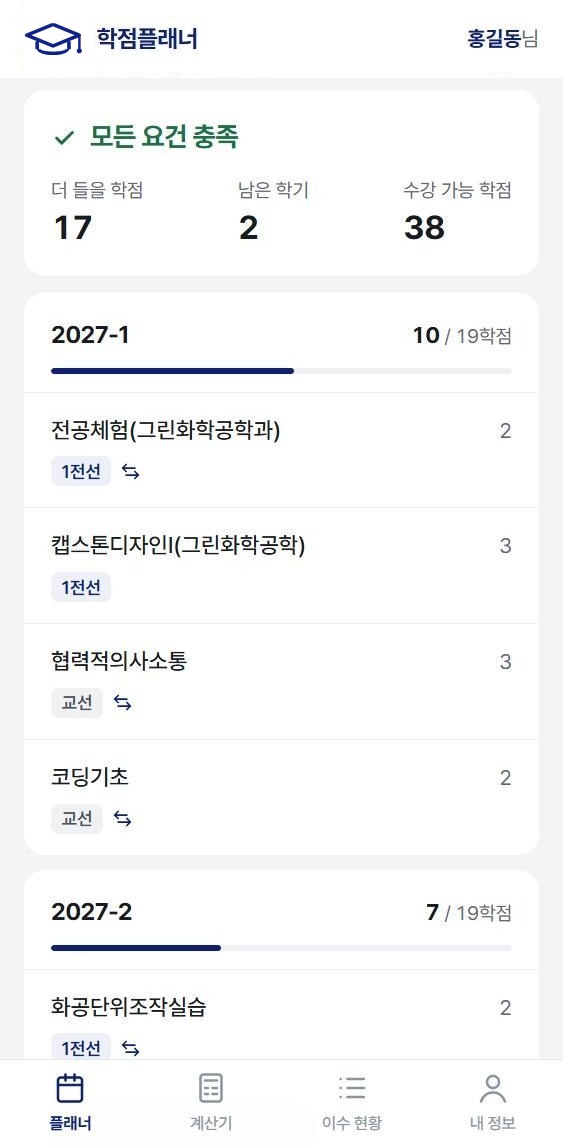 학점플래너
홍길동님
모든 요건 충족
더 들을 학점 남은 학기 수강 가능 학점
17 2 38
2027-1 10 / 19학점
전공체험(그린화학공학과) 2
1전선
캡스톤디자인I(그린화학공학) 3
1전선
협력적의사소통 3
교선
코딩기초 2
교선
2027-2 7 / 19학점
화공단위조작실습 2
1전선
플래너 계산기 이수 현황 내 정보